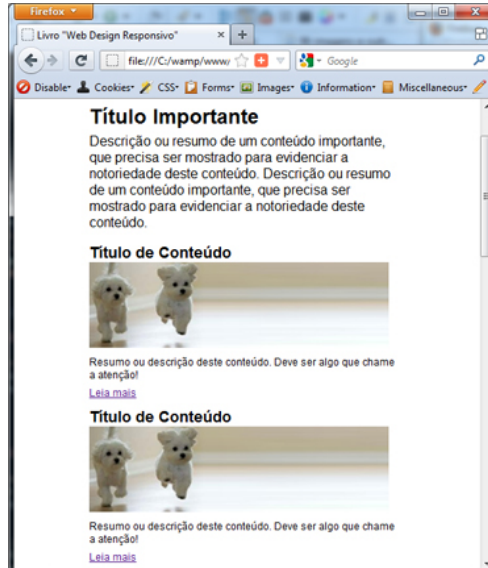 Firefox
Livro "Web Design Responsivo"
file:///C:/wamp/www/
Google
Disable Cookies CSS Forms Images Information Miscellaneous
Título Importante
Descrição ou resumo de um conteúdo importante,
que precisa ser mostrado para evidenciar a
notoriedade deste conteúdo. Descrição ou resumo
de um conteúdo importante, que precisa ser
mostrado para evidenciar a notoriedade deste
conteúdo.
Título de Conteúdo
Resumo ou descrição deste conteúdo. Deve ser algo que chame
a atenção!
Leia mais
Título de Conteúdo
Resumo ou descrição deste conteúdo. Deve ser algo que chame
a atenção!
Leia mais